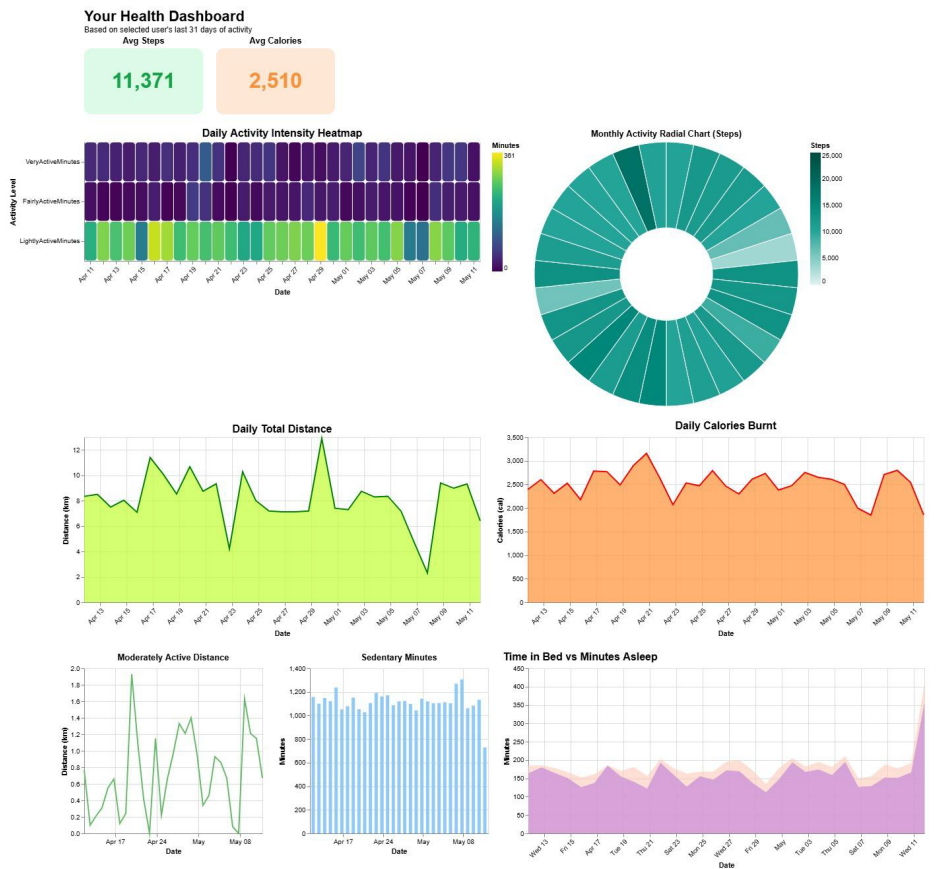 Your Health Dashboard
Based on selected user's last 31 days of activity
Avg Steps
Avg Calories
11,371
2,510
Daily Activity Intensity Heatmap
Activity Level
VeryActiveMinutes
FairlyActiveMinutes
LightlyActiveMinutes
Apr 11 Apr 13 Apr 15 Apr 17 Apr 19 Apr 21 Apr 23 Apr 25 Apr 27 Apr 29 May 01 May 03 May 05 May 07 May 09 May 11
Date
Minutes
361
0
Monthly Activity Radial Chart (Steps)
Steps
25,000
20,000
15,000
10,000
5,000
0
Daily Total Distance
Distance (km)
12
10
8
6
4
2
0
Apr 13 Apr 15 Apr 17 Apr 19 Apr 21 Apr 23 Apr 25 Apr 27 Apr 29 May 01 May 03 May 05 May 07 May 09 May 11
Date
Daily Calories Burnt
Calories (cal)
3,500
3,000
2,500
2,000
1,500
1,000
500
0
Apr 13 Apr 15 Apr 17 Apr 19 Apr 21 Apr 23 Apr 25 Apr 27 Apr 29 May 01 May 03 May 05 May 07 May 09 May 11
Date
Moderately Active Distance
Distance (km)
2.0
1.8
1.6
1.4
1.2
1.0
0.8
0.6
0.4
0.2
0.0
Apr 17 Apr 24 May May 08
Date
Sedentary Minutes
Minutes
1,400
1,200
1,000
800
600
400
200
0
Apr 17 Apr 24 May May 08
Date
Time in Bed vs Minutes Asleep
Minutes
450
400
350
300
250
200
150
100
50
0
Wed 13 Fri 15 Apr 17 Tue 19 Thu 21 Sat 23 Mon 25 Wed 27 Fri 29 May Tue 03 Thu 05 Sat 07 Mon 09 Wed 11
Date